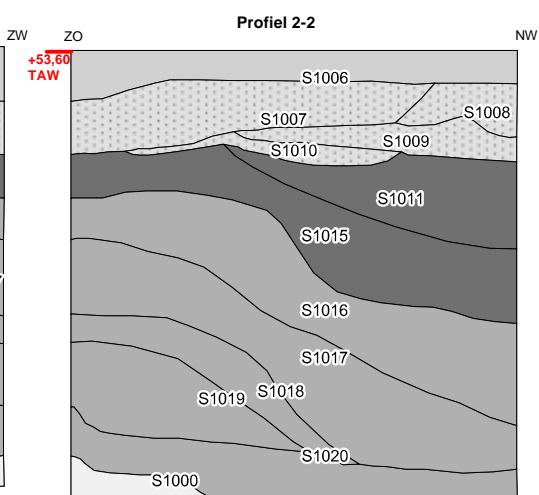 Profiel 2-2
ZW
ZO
NW
+53,60
TAW
S1006
S1007
S1008
S1009
S1010
S1011
S1015
S1016
S1017
S1018
S1019
S1020
S1000